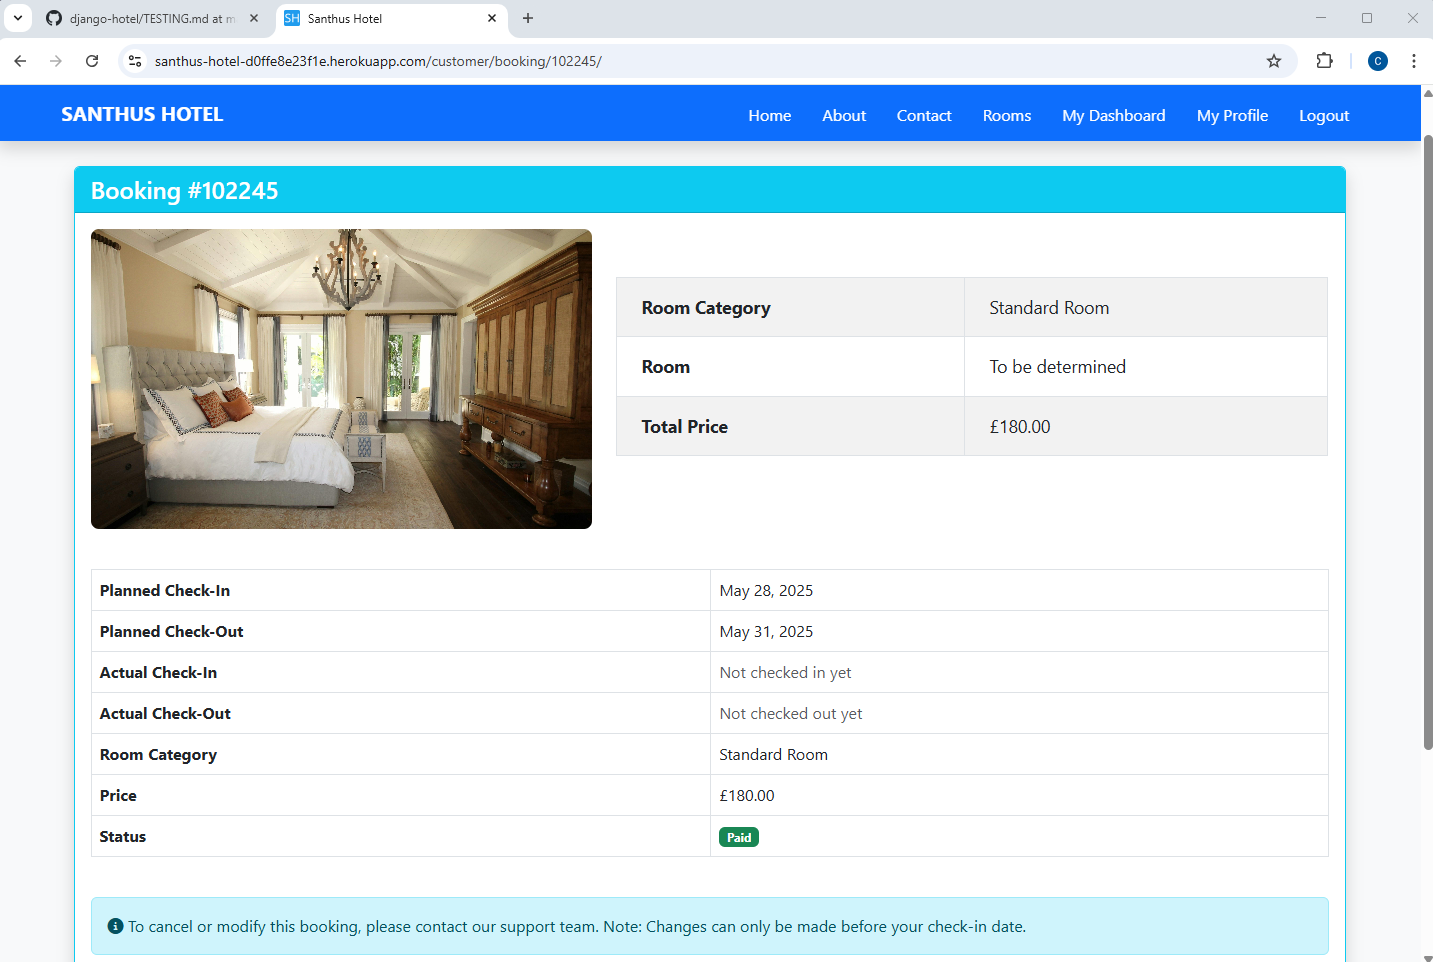 django-hotel/TESTING.md at m
SH Santhus Hotel
santhus-hotel-d0ffe8e23f1e.herokuapp.com/customer/booking/102245/
C
SANTHUS HOTEL
Home About Contact Rooms My Dashboard My Profile Logout
Booking #102245
Room Category Standard Room
Room To be determined
Total Price £180.00
Planned Check-In May 28, 2025
Planned Check-Out May 31, 2025
Actual Check-In Not checked in yet
Actual Check-Out Not checked out yet
Room Category Standard Room
Price £180.00
Status Paid
To cancel or modify this booking, please contact our support team. Note: Changes can only be made before your check-in date.